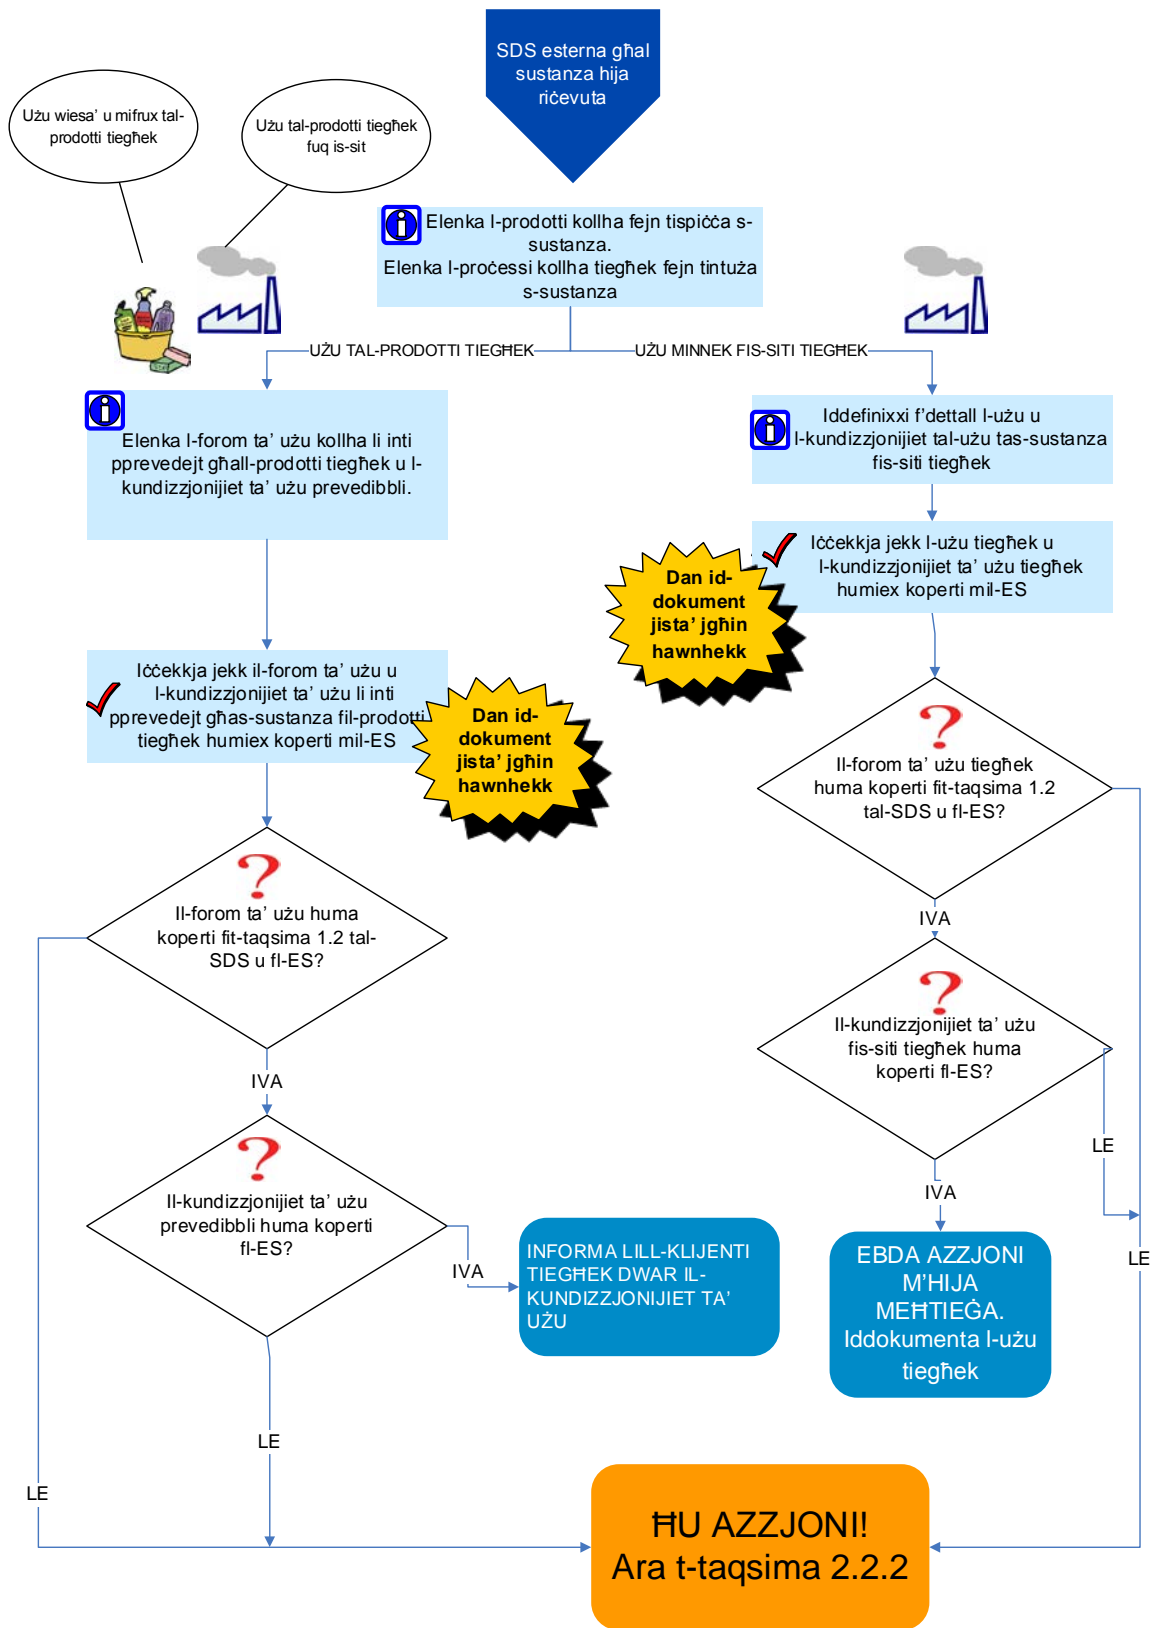 SDS esterna għal
sustanza hija
riċevuta
Użu wiesa’ u mifrux tal-
prodotti tiegħek
Użu tal-prodotti tiegħek
fuq is-sit
Elenka l-prodotti kollha fejn tispiċċa s-
sustanza.
Elenka l-proċessi kollha tiegħek fejn tintuża
s-sustanza
UŻU TAL-PRODOTTI TIEGĦEK
UŻU MINNEK FIS-SITI TIEGĦEK
Elenka l-forom ta’ użu kollha li inti
pprevedejt għall-prodotti tiegħek u l-
kundizzjonijiet ta’ użu prevedibbli.
Iddefinixxi f’dettall l-użu u
l-kundizzjonijiet tal-użu tas-sustanza
fis-siti tiegħek
Iċċekkja jekk l-użu tiegħek u
l-kundizzjonijiet ta’ użu tiegħek
humiex koperti mil-ES
Dan id-
dokument
jista’ jgħin
hawnhekk
Iċċekkja jekk il-forom ta’ użu u
l-kundizzjonijiet ta’ użu li inti
pprevedejt għas-sustanza fil-prodotti
tiegħek humiex koperti mil-ES
Dan id-
dokument
jista’ jgħin
hawnhekk
Il-forom ta’ użu tiegħek
huma koperti fit-taqsima 1.2
tal-SDS u fl-ES?
IVA
Il-forom ta’ użu huma
koperti fit-taqsima 1.2 tal-
SDS u fl-ES?
IVA
Il-kundizzjonijiet ta’ użu
fis-siti tiegħek huma
koperti fl-ES?
LE
IVA
Il-kundizzjonijiet ta’ użu
prevedibbli huma koperti
fl-ES?
IVA
INFORMA LILL-KLIJENTI
TIEGĦEK DWAR IL-
KUNDIZZJONIJIET TA’
UŻU
EBDA AZZJONI
M’HIJA
MEĦTIEĠA.
Iddokumenta l-użu
tiegħek
LE
LE
LE
ĦU AZZJONI!
Ara t-taqsima 2.2.2